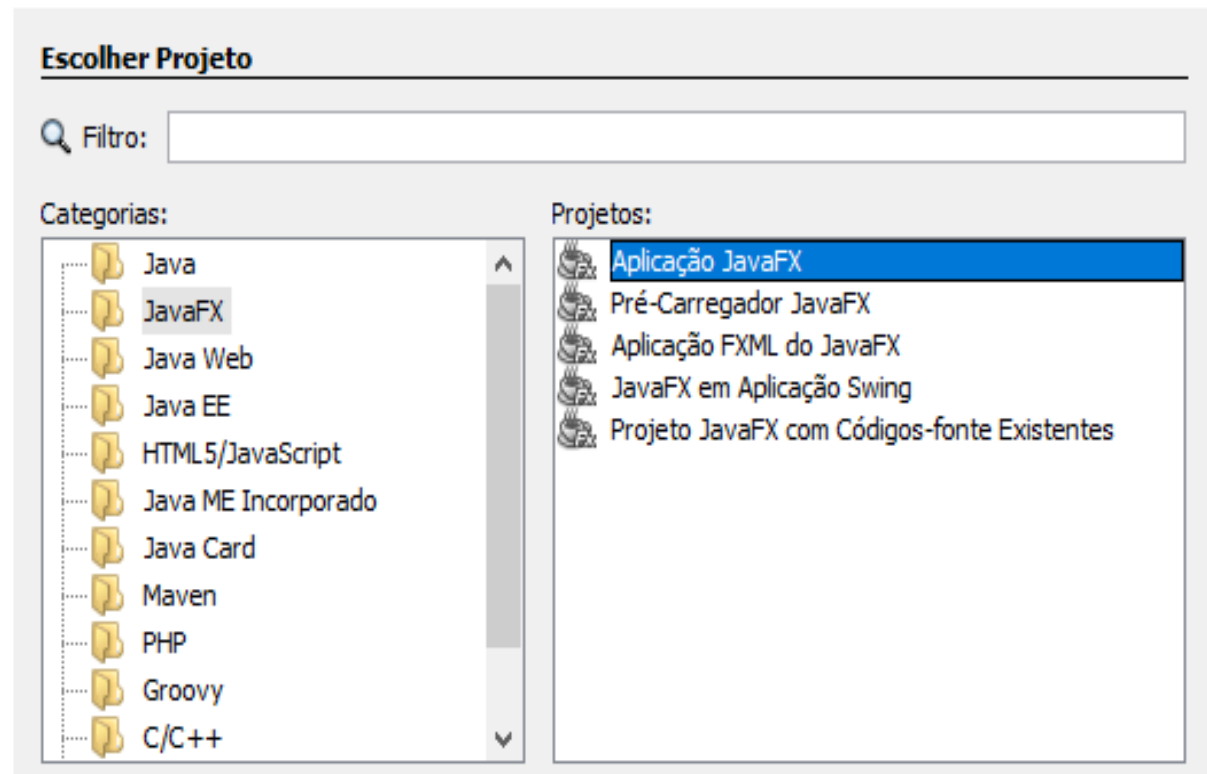 Escolher Projeto
Filtro:
Categorias:
Java
JavaFX
Java Web
Java EE
HTML5/JavaScript
Java ME Incorporado
Java Card
Maven
PHP
Groovy
C/C++
Projetos:
Aplicação JavaFX
Pré-Carregador JavaFX
Aplicação FXML do JavaFX
JavaFX em Aplicação Swing
Projeto JavaFX com Códigos-fonte Existentes